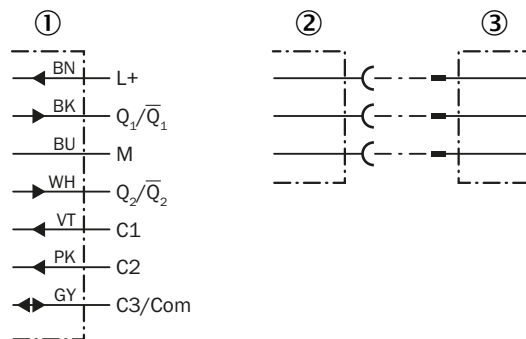 ① ② ③
BN L+
BK Q₁/Q̅₁
BU M
WH Q₂/Q̅₂
VT C1
PK C2
GY C3/Com